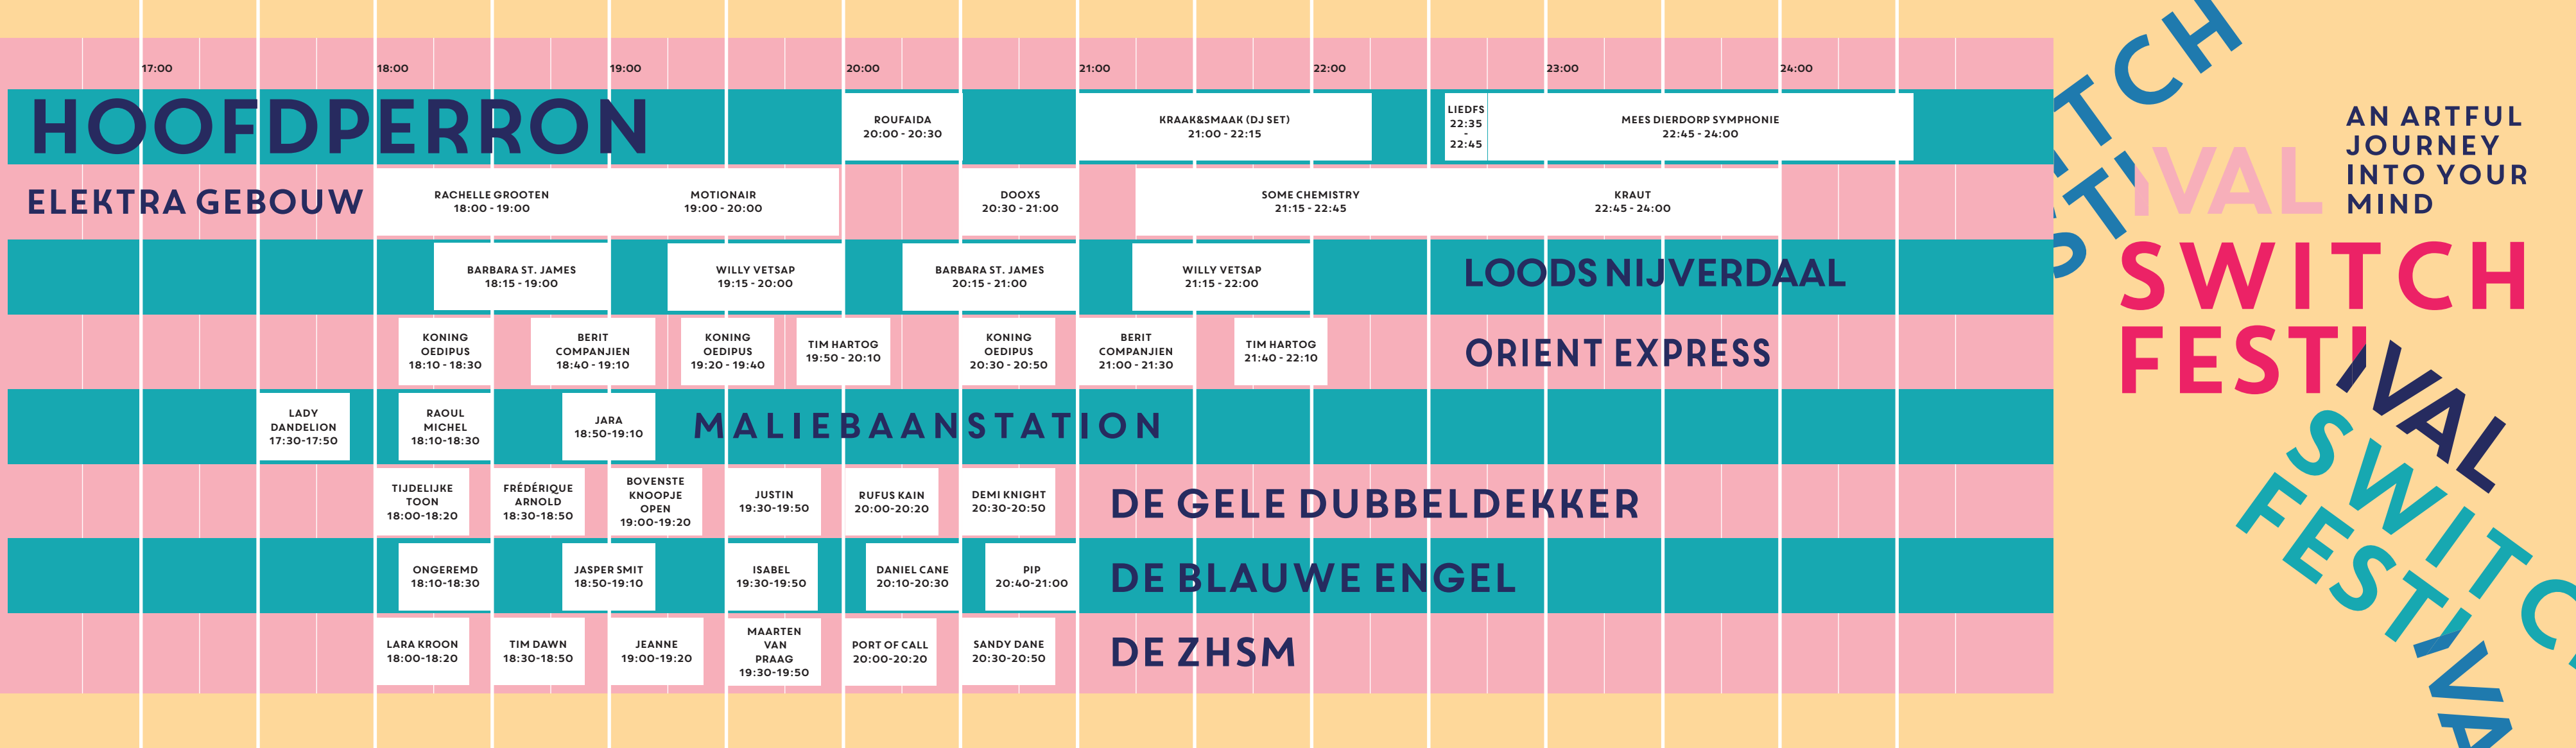 17:00 18:00 19:00 20:00 21:00 22:00 23:00 24:00
HOOFDPERRON
ROUFAIDA
20:00 - 20:30
KRAAK&SMAAK (DJ SET)
21:00 - 22:15
LIEDFS
22:35
-
22:45
MEES DIERDORP SYMPHONIE
22:45 - 24:00
ELEKTRA GEBOUW
RACHELLE GROOTEN
18:00 - 19:00
MOTIONAIR
19:00 - 20:00
DOOXS
20:30 - 21:00
SOME CHEMISTRY
21:15 - 22:45
KRAUT
22:45 - 24:00
BARBARA ST. JAMES
18:15 - 19:00
WILLY VETSAP
19:15 - 20:00
BARBARA ST. JAMES
20:15 - 21:00
WILLY VETSAP
21:15 - 22:00
LOODS NIJVERDAAL
KONING
OEDIPUS
18:10 - 18:30
BERIT
COMPANJIEN
18:40 - 19:10
KONING
OEDIPUS
19:20 - 19:40
TIM HARTOG
19:50 - 20:10
KONING
OEDIPUS
20:30 - 20:50
BERIT
COMPANJIEN
21:00 - 21:30
TIM HARTOG
21:40 - 22:10
ORIENT EXPRESS
LADY
DANDELION
17:30-17:50
RAOUL
MICHEL
18:10-18:30
JARA
18:50-19:10
MALIEBAANSTATION
TIJDELIJKE
TOON
18:00-18:20
FRÉDÉRIQUE
ARNOLD
18:30-18:50
BOVENSTE
KNOOPJE
OPEN
19:00-19:20
JUSTIN
19:30-19:50
RUFUS KAIN
20:00-20:20
DEMI KNIGHT
20:30-20:50
DE GELE DUBBELDEKKER
ONGEREMD
18:10-18:30
JASPER SMIT
18:50-19:10
ISABEL
19:30-19:50
DANIEL CANE
20:10-20:30
PIP
20:40-21:00
DE BLAUWE ENGEL
LARA KROON
18:00-18:20
TIM DAWN
18:30-18:50
JEANNE
19:00-19:20
MAARTEN
VAN
PRAAG
19:30-19:50
PORT OF CALL
20:00-20:20
SANDY DANE
20:30-20:50
DE ZHSM
ITCH
STIVAL
AN ARTFUL
JOURNEY
INTO YOUR
MIND
SWITCH
FESTIVAL
SWITCH
FESTIVA